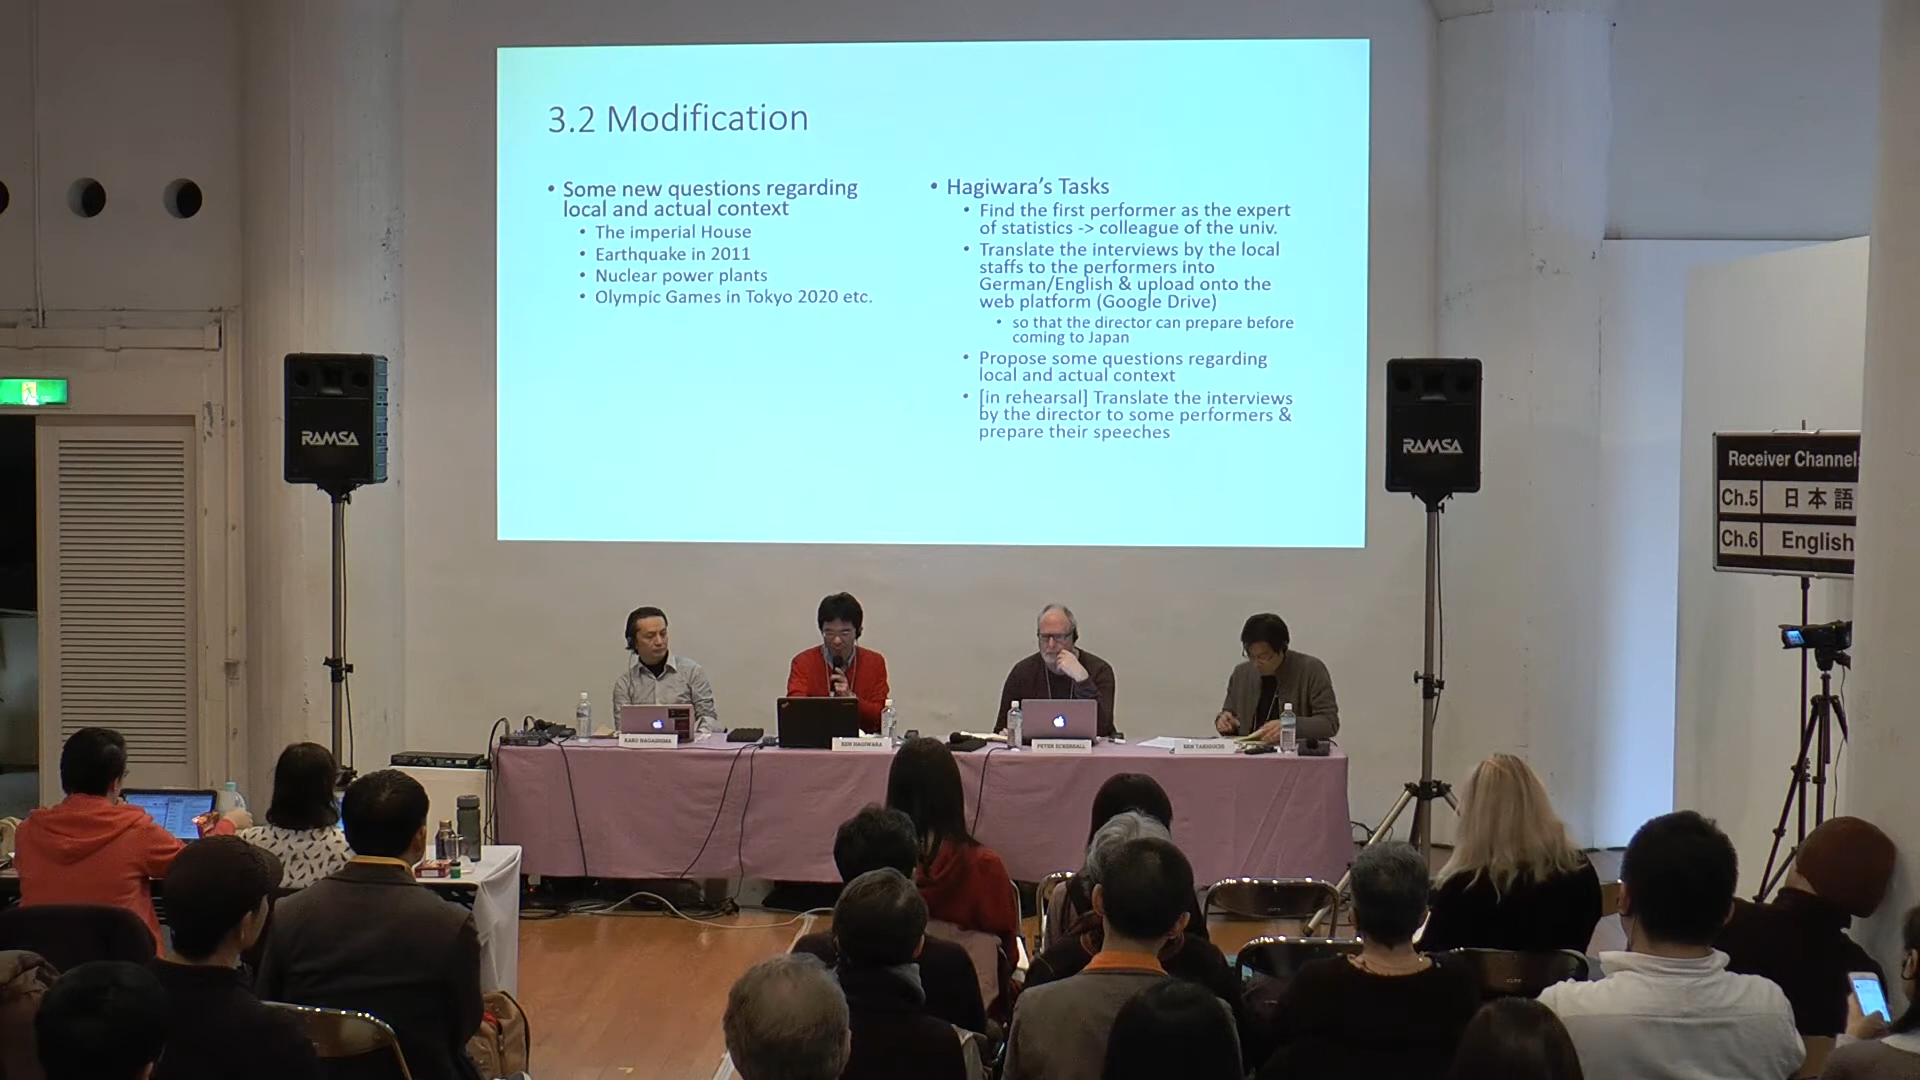 3.2 Modification
• Some new questions regarding
local and actual context
• The imperial House
• Earthquake in 2011
• Nuclear power plants
• Olympic Games in Tokyo 2020 etc.
• Hagiwara's Tasks
• Find the first performer as the expert
of statistics -> colleague of the univ.
• Translate the interviews by the local
staffs to the performers into
German/English & upload onto the
web platform (Google Drive)
• so that the director can prepare before
coming to Japan
• Propose some questions regarding
local and actual context
• [in rehearsal] Translate the interviews
by the director to some performers &
prepare their speeches
RAMSA
RAMSA
Receiver Channel
Ch.5 日本語
Ch.6 English
KAKU NAGASHIMA
KEN HAGIWARA
PETER ECKERSALL
KEN TAKIGUCHI